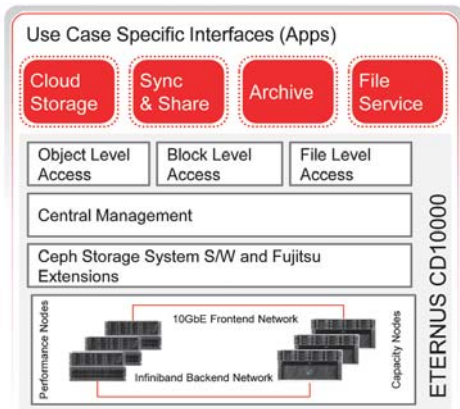 Use Case Specific Interfaces (Apps)
Cloud
Storage
Sync
& Share
Archive
File
Service
Object Level
Access
Block Level
Access
File Level
Access
Central Management
Ceph Storage System S/W and Fujitsu
Extensions
Performance Nodes
10GbE Frontend Network
Infiniband Backend Network
Capacity Nodes
ETERNUS CD10000